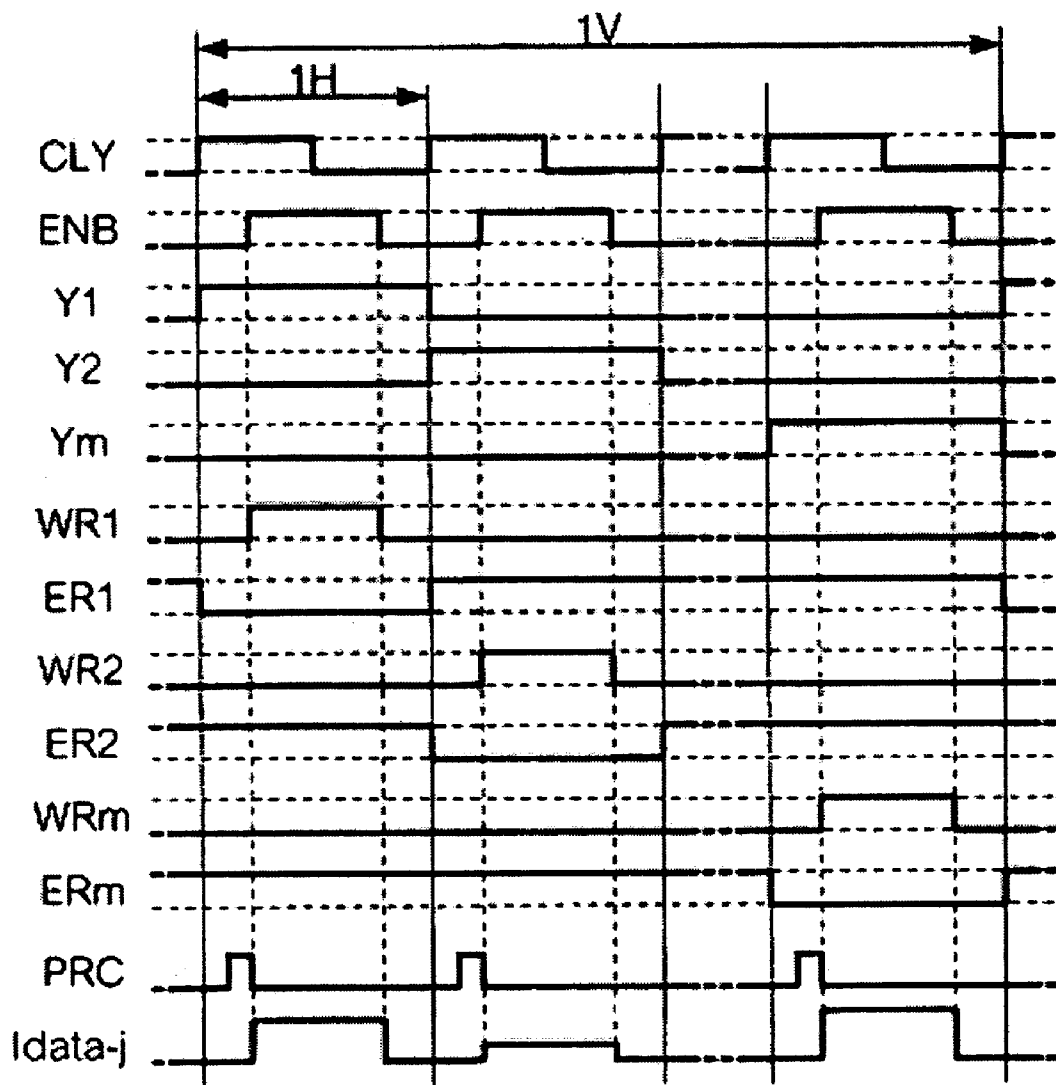 1V
1H
CLY
ENB
Y1
Y2
Ym
WR1
ER1
WR2
ER2
WRm
ERm
PRC
Idata-j